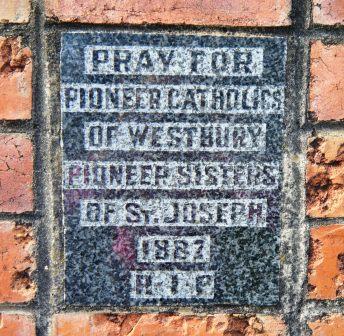 PRAY FOR
PIONEER CATHOLICS
OF WESTBURY
PIONEER SISTERS
OF ST. JOSEPH
1887
R.I.P